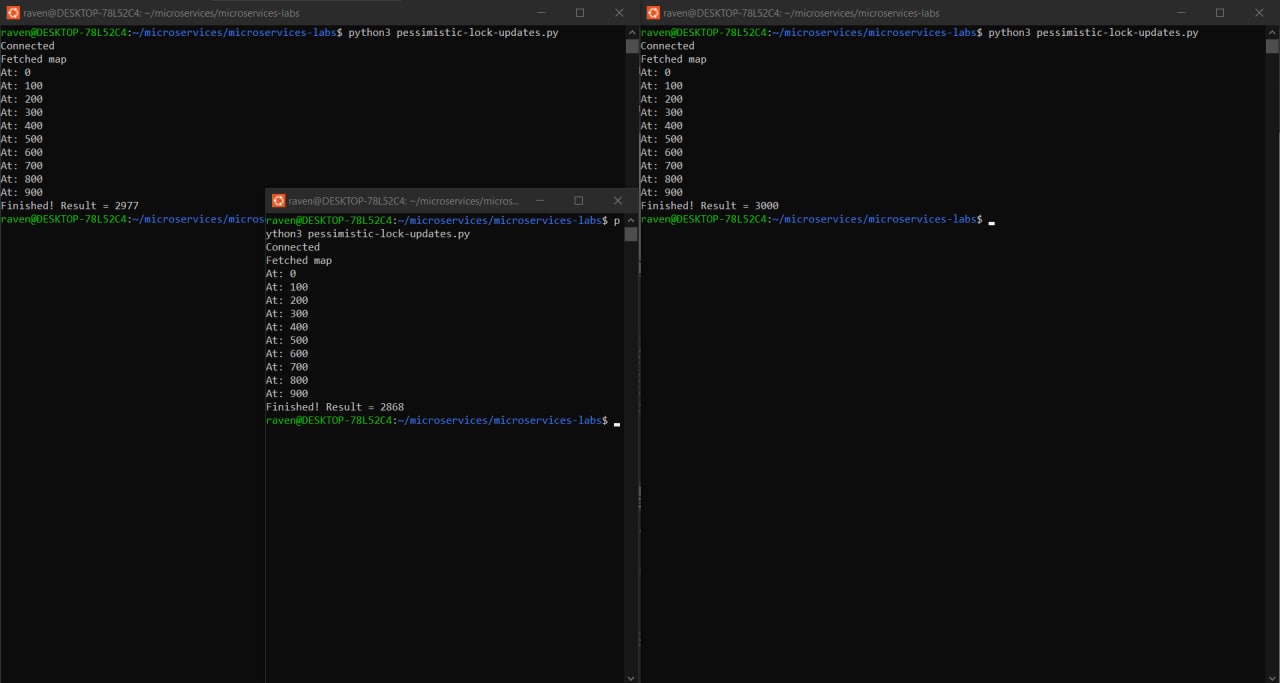 raven@DESKTOP-78L52C4: ~/microservices/microservices-labs
raven@DESKTOP-78L52C4:~/microservices/microservices-labs$ python3 pessimistic-lock-updates.py
Connected
Fetched map
At: 0
At: 100
At: 200
At: 300
At: 400
At: 500
At: 600
At: 700
At: 800
At: 900
Finished! Result = 2977
raven@DESKTOP-78L52C4:~/microservices/micros
raven@DESKTOP-78L52C4: ~/microservices/micros...
raven@DESKTOP-78L52C4:~/microservices/microservices-labs$ p
ython3 pessimistic-lock-updates.py
Connected
Fetched map
At: 0
At: 100
At: 200
At: 300
At: 400
At: 500
At: 600
At: 700
At: 800
At: 900
Finished! Result = 2868
raven@DESKTOP-78L52C4:~/microservices/microservices-labs$
raven@DESKTOP-78L52C4: ~/microservices/microservices-labs
raven@DESKTOP-78L52C4:~/microservices/microservices-labs$ python3 pessimistic-lock-updates.py
Connected
Fetched map
At: 0
At: 100
At: 200
At: 300
At: 400
At: 500
At: 600
At: 700
At: 800
At: 900
Finished! Result = 3000
raven@DESKTOP-78L52C4:~/microservices/microservices-labs$